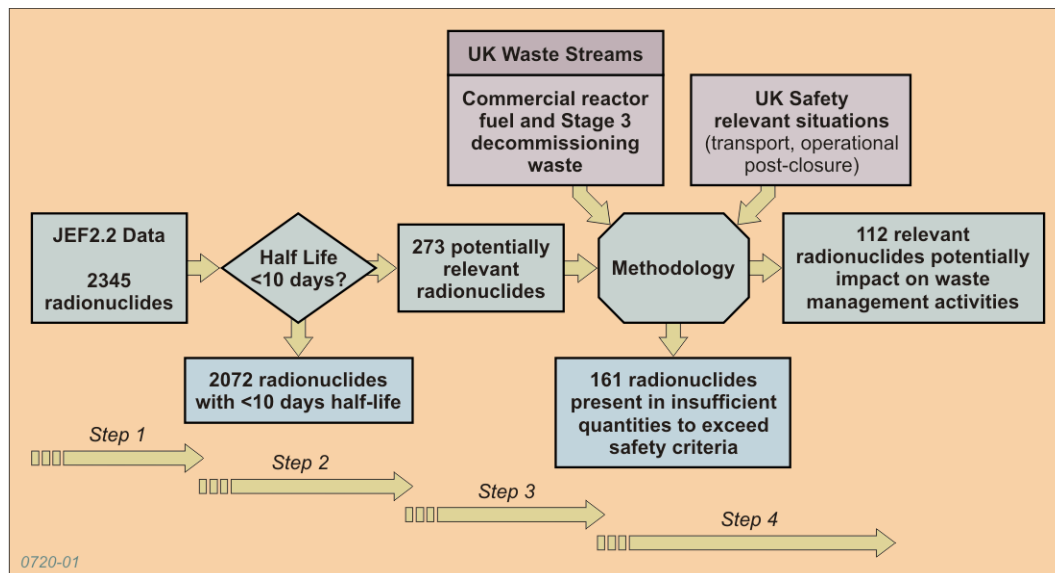 UK Waste Streams
Commercial reactor
fuel and Stage 3
decommissioning
waste
UK Safety
relevant situations
(transport, operational
post-closure)
JEF2.2 Data
2345
radionuclides
Half Life
<10 days?
273 potentially
relevant
radionuclides
Methodology
112 relevant
radionuclides potentially
impact on waste
management activities
2072 radionuclides
with <10 days half-life
161 radionuclides
present in insufficient
quantities to exceed
safety criteria
Step 1
Step 2
Step 3
Step 4
0720-01